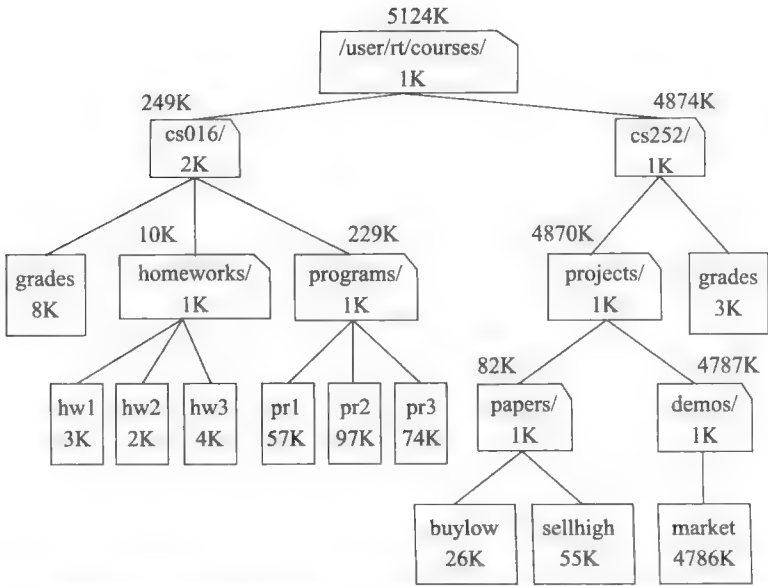 5124K
/user/rt/courses/
1K
249K
4874K
cs016/
2K
cs252/
1K
10K
229K
4870K
grades
8K
homeworks/
1K
programs/
1K
projects/
1K
grades
3K
82K
4787K
hw1
3K
hw2
2K
hw3
4K
pr1
57K
pr2
97K
pr3
74K
papers/
1K
demos/
1K
buylow
26K
sellhigh
55K
market
4786K